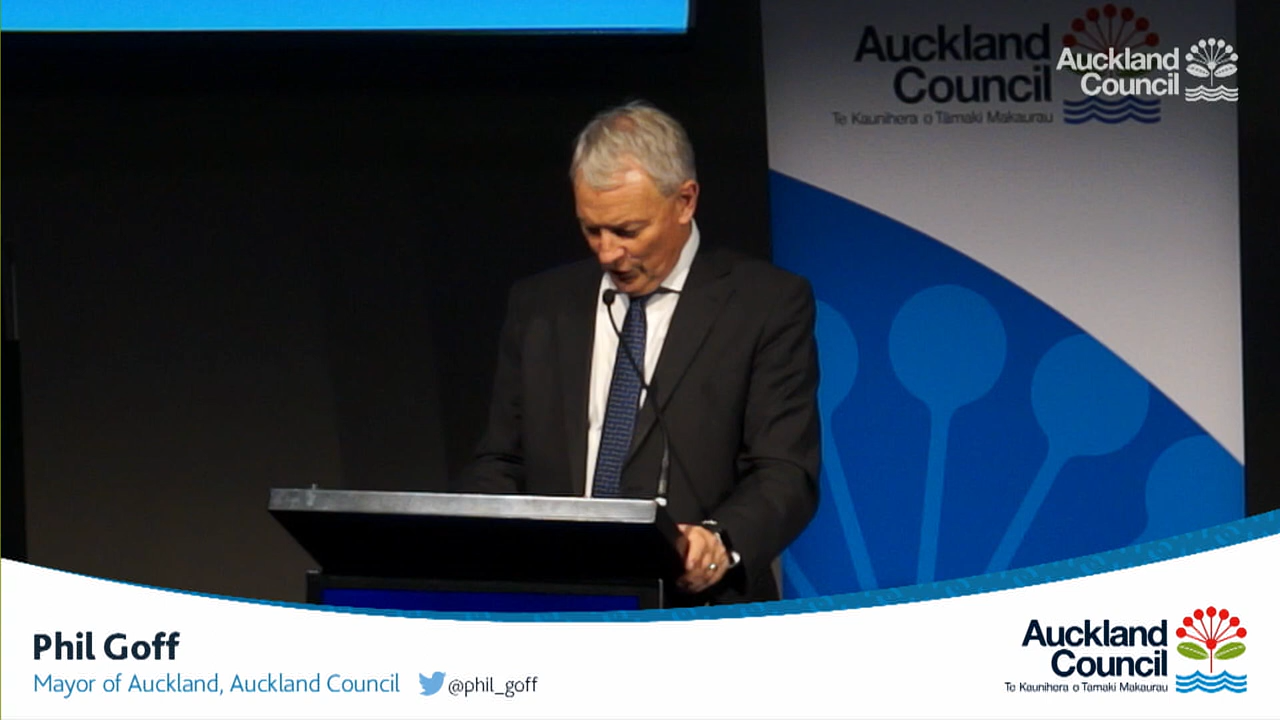 Auckland
Council
Te Kaunihera o Tāmaki Makaurau
Auckland
Council
Phil Goff
Mayor of Auckland, Auckland Council
@phil_goff
Auckland
Council
Te Kaunihera o Tamaki Makaurau